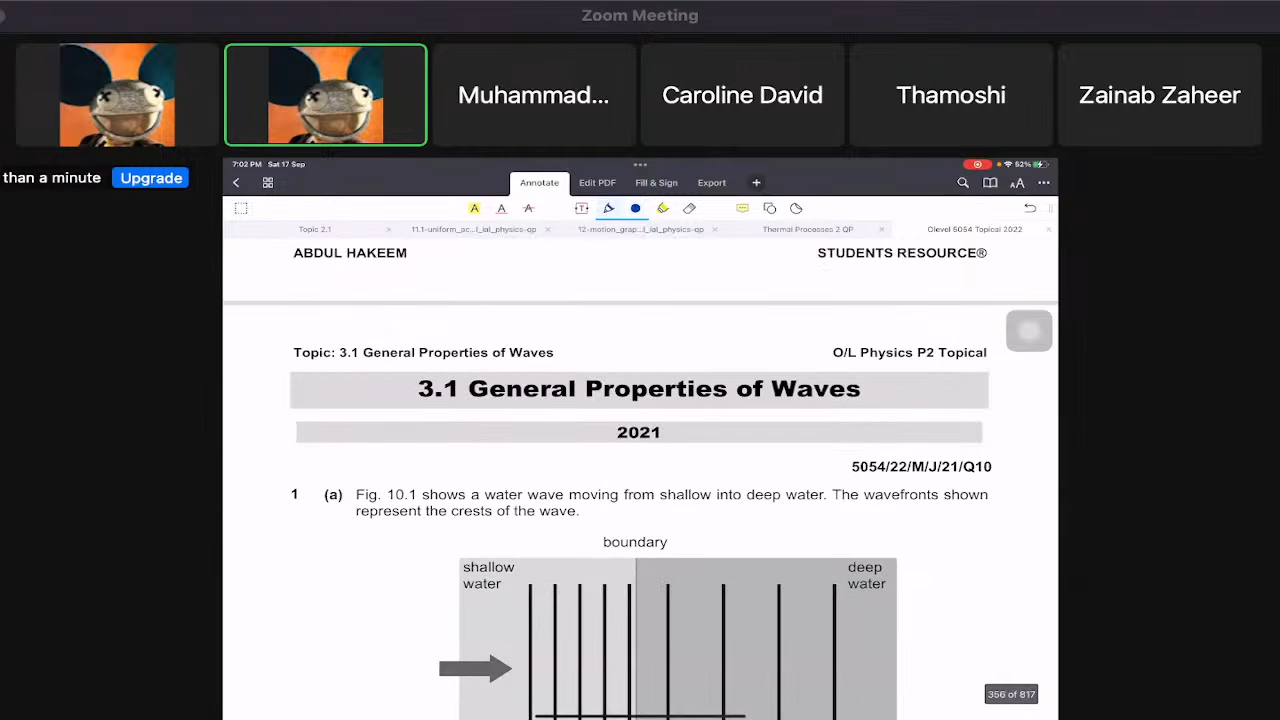 Zoom Meeting
Muhammad...
Caroline David
Thamoshi
Zainab Zaheer
than a minute
Upgrade
7:02 PM Sat 17 Sep
52%
Annotate
Edit PDF
Fill & Sign
Export
Topic 2.1
11.1-uniform_ac...l_ial_physics-qp
12-motion_grap...l_ial_physics-qp
Thermal Processes 2 QP
Olevel 5054 Topical 2022
ABDUL HAKEEM
STUDENTS RESOURCE®
Topic: 3.1 General Properties of Waves
O/L Physics P2 Topical
3.1 General Properties of Waves
2021
5054/22/M/J/21/Q10
1 (a) Fig. 10.1 shows a water wave moving from shallow into deep water. The wavefronts shown
represent the crests of the wave.
boundary
shallow
water
deep
water
356 of 817